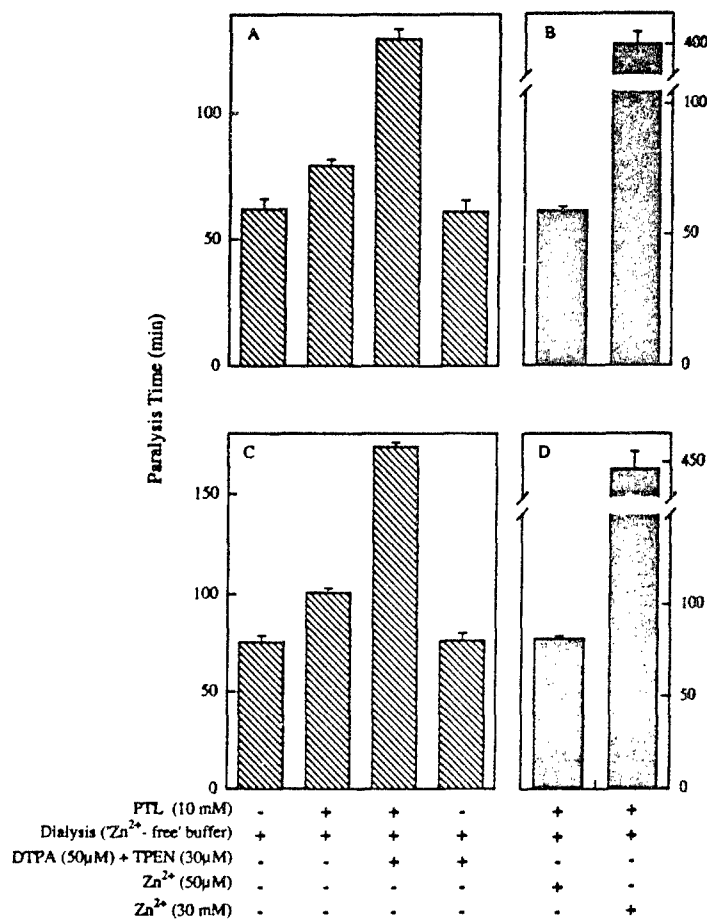 A
B
100
50
0
400
100
50
0
Paralysis Time (min)
C
D
150
100
50
0
450
100
50
0
PTL (10 mM) - + + - + +
Dialysis ('Zn2+- free' buffer) + + + + + +
DTPA (50µM) + TPEN (30µM) - - + + - -
Zn2+ (50µM) - - - - + -
Zn2+ (30 mM) - - - - - +